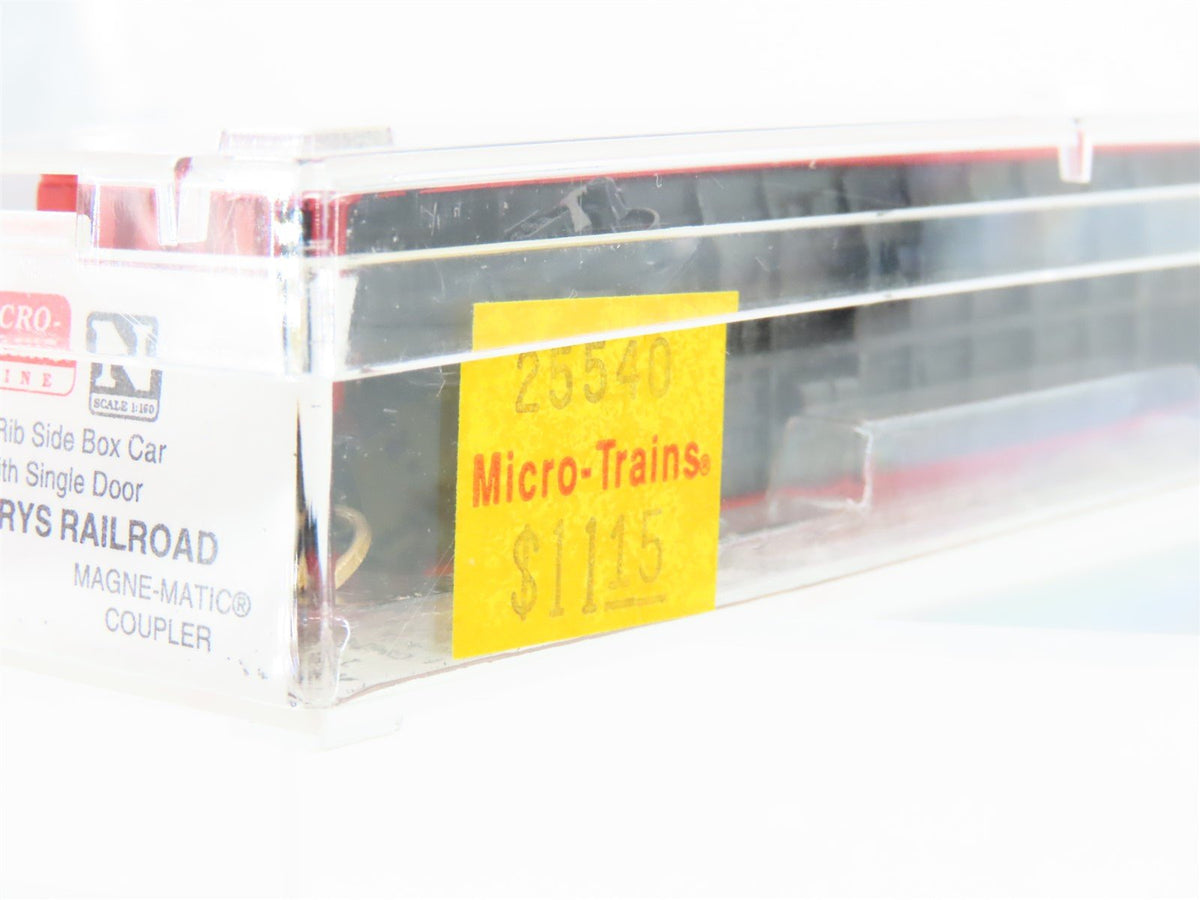 CRO-
INE
N
SCALE 1:160
Rib Side Box Car
ith Single Door
RYS RAILROAD
MAGNE-MATIC®
COUPLER
25540
Micro-Trains®
$11 15